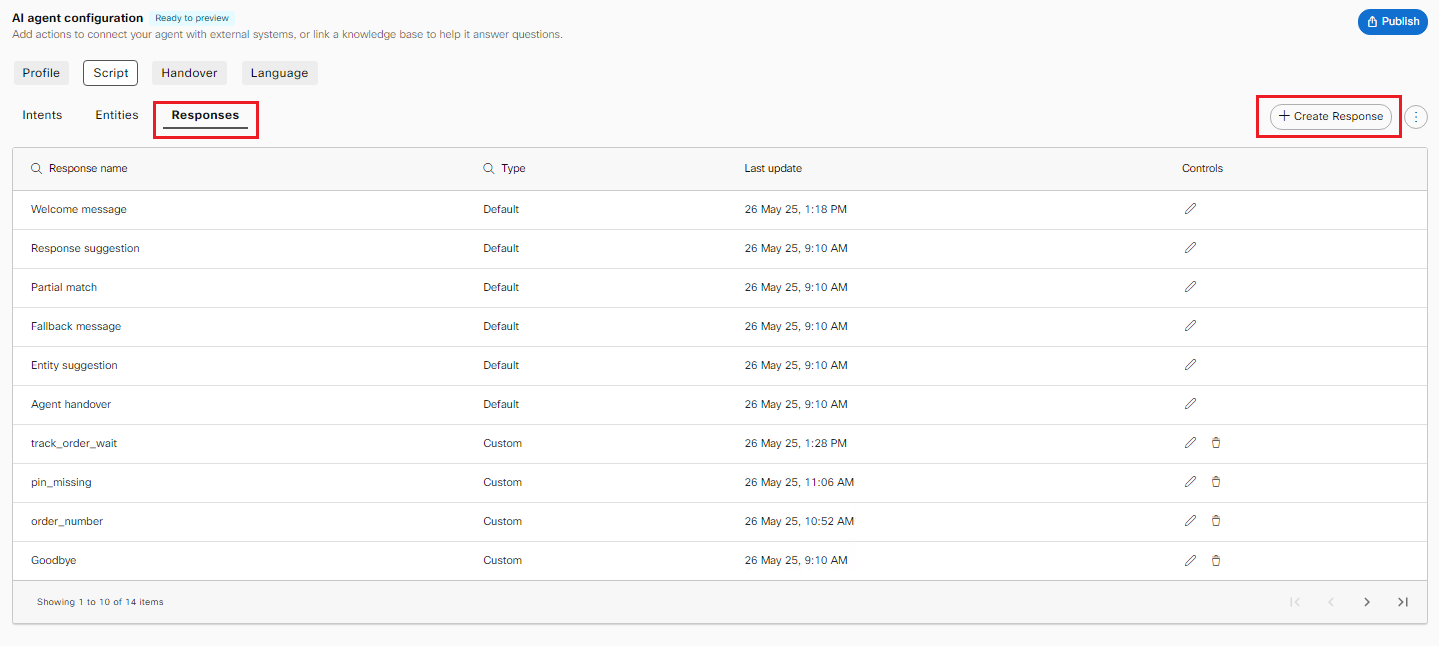 AI agent configuration Ready to preview
Publish
Add actions to connect your agent with external systems, or link a knowledge base to help it answer questions.
Profile Script Handover Language
Intents Entities Responses
Create Response
Response name Type Last update Controls
Welcome message Default 26 May 25, 1:18 PM
Response suggestion Default 26 May 25, 9:10 AM
Partial match Default 26 May 25, 9:10 AM
Fallback message Default 26 May 25, 9:10 AM
Entity suggestion Default 26 May 25, 9:10 AM
Agent handover Default 26 May 25, 9:10 AM
track_order_wait Custom 26 May 25, 1:28 PM
pin_missing Custom 26 May 25, 11:06 AM
order_number Custom 26 May 25, 10:52 AM
Goodbye Custom 26 May 25, 9:10 AM
Showing 1 to 10 of 14 items